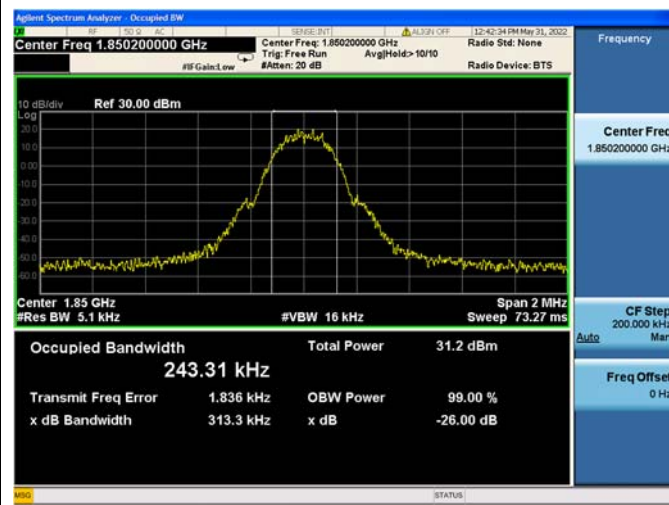 Agilent Spectrum Analyzer - Occupied BW
RF 50 Ω AC SENSE:INT ALIGN OFF 12:42:34 PM May 31, 2022
Center Freq 1.850200000 GHz Center Freq: 1.850200000 GHz Radio Std: None
Trig: Free Run Avg|Hold:>10/10
#IFGain:Low #Atten: 20 dB Radio Device: BTS
10 dB/div Ref 30.00 dBm
Log
20.0
10.0
0.00
-10.0
-20.0
-30.0
-40.0
-50.0
-60.0
Center 1.85 GHz Span 2 MHz
#Res BW 5.1 kHz #VBW 16 kHz Sweep 73.27 ms
Occupied Bandwidth Total Power 31.2 dBm
243.31 kHz
Transmit Freq Error 1.836 kHz OBW Power 99.00 %
x dB Bandwidth 313.3 kHz x dB -26.00 dB
Frequency
Center Freq
1.850200000 GHz
CF Step
200.000 kHz
Auto Man
Freq Offset
0 Hz
MSG STATUS